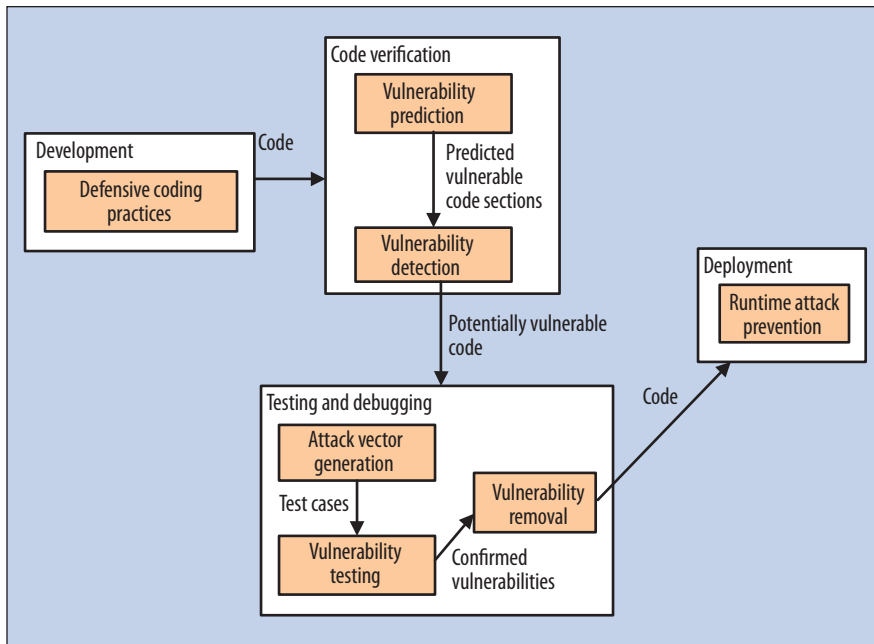 Development
Defensive coding
practices
Code
Code verification
Vulnerability
prediction
Predicted
vulnerable
code sections
Vulnerability
detection
Potentially vulnerable
code
Testing and debugging
Attack vector
generation
Test cases
Vulnerability
testing
Confirmed
vulnerabilities
Vulnerability
removal
Code
Deployment
Runtime attack
prevention